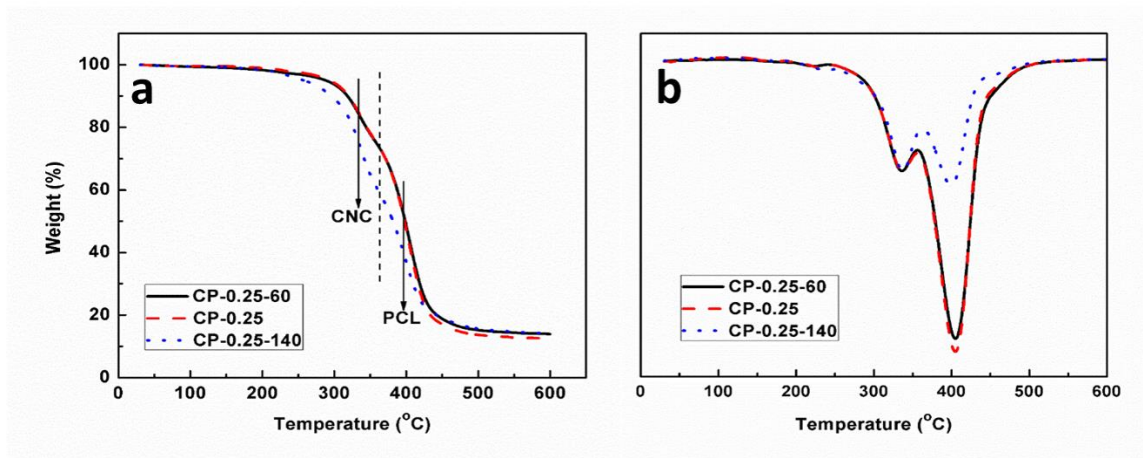 a
Weight (%)
100
80
60
40
20
0
CNC
PCL
CP-0.25-60
CP-0.25
CP-0.25-140
0 100 200 300 400 500 600
Temperature (°C)
b
CP-0.25-60
CP-0.25
CP-0.25-140
0 100 200 300 400 500 600
Temperature (°C)